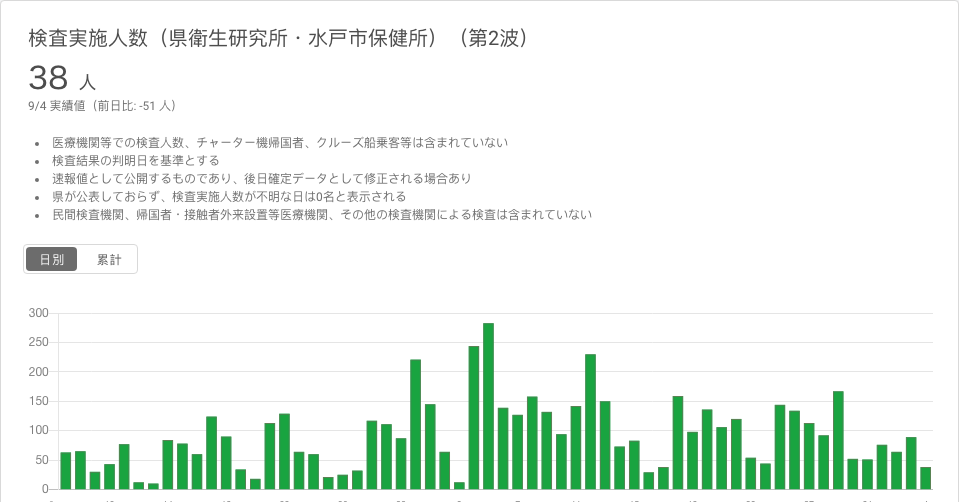 検査実施人数（県衛生研究所・水戸市保健所）（第2波）
38 人
9/4 実績値（前日比: -51 人）
医療機関等での検査人数、チャーター機帰国者、クルーズ船乗客等は含まれていない
検査結果の判明日を基準とする
速報値として公開するものであり、後日確定データとして修正される場合あり
県が公表しておらず、検査実施人数が不明な日は0名と表示される
民間検査機関、帰国者・接触者外来設置等医療機関、その他の検査機関による検査は含まれていない
日別 累計
300
250
200
150
100
50
0